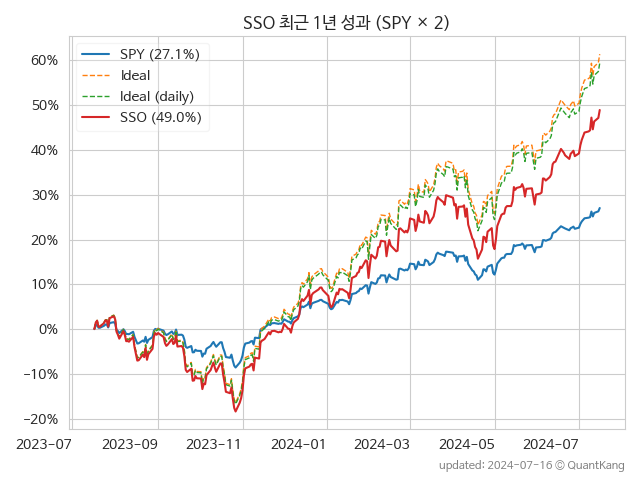 SSO 최근 1년 성과 (SPY × 2)
SPY (27.1%)
Ideal
Ideal (daily)
SSO (49.0%)
60%
50%
40%
30%
20%
10%
0%
−10%
−20%
2023-07
2023-09
2023-11
2024-01
2024-03
2024-05
2024-07
updated: 2024-07-16 © QuantKang